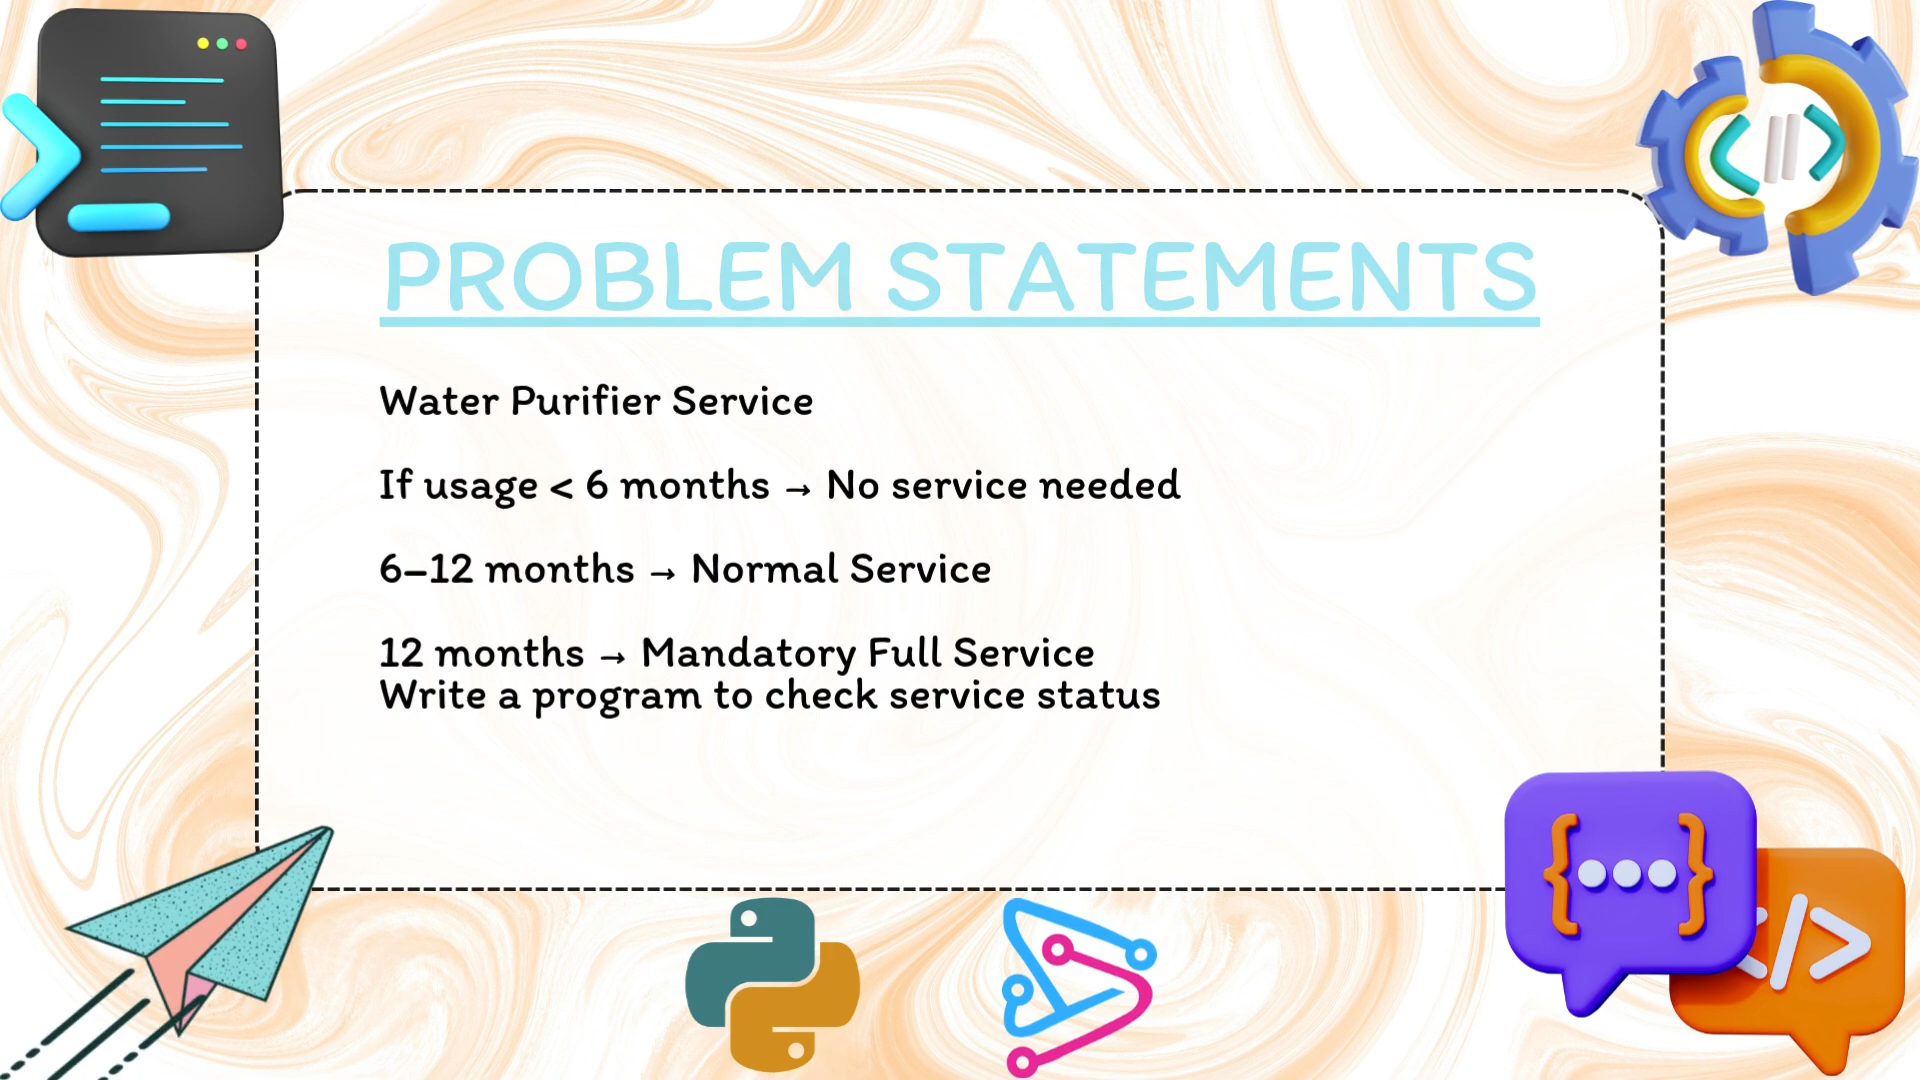 PROBLEM STATEMENTS
Water Purifier Service
If usage < 6 months → No service needed
6–12 months → Normal Service
12 months → Mandatory Full Service
Write a program to check service status